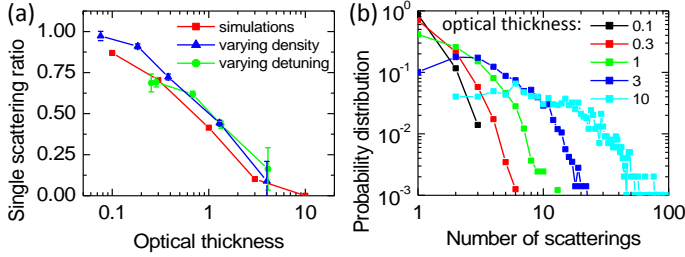 (a)
Single scattering ratio
1.00
0.75
0.50
0.25
0.00
simulations
varying density
varying detuning
0.1
1
10
Optical thickness
(b)
Probability distribution
10⁰
10⁻¹
10⁻²
10⁻³
optical thickness:
0.1
0.3
1
3
10
1
10
100
Number of scatterings